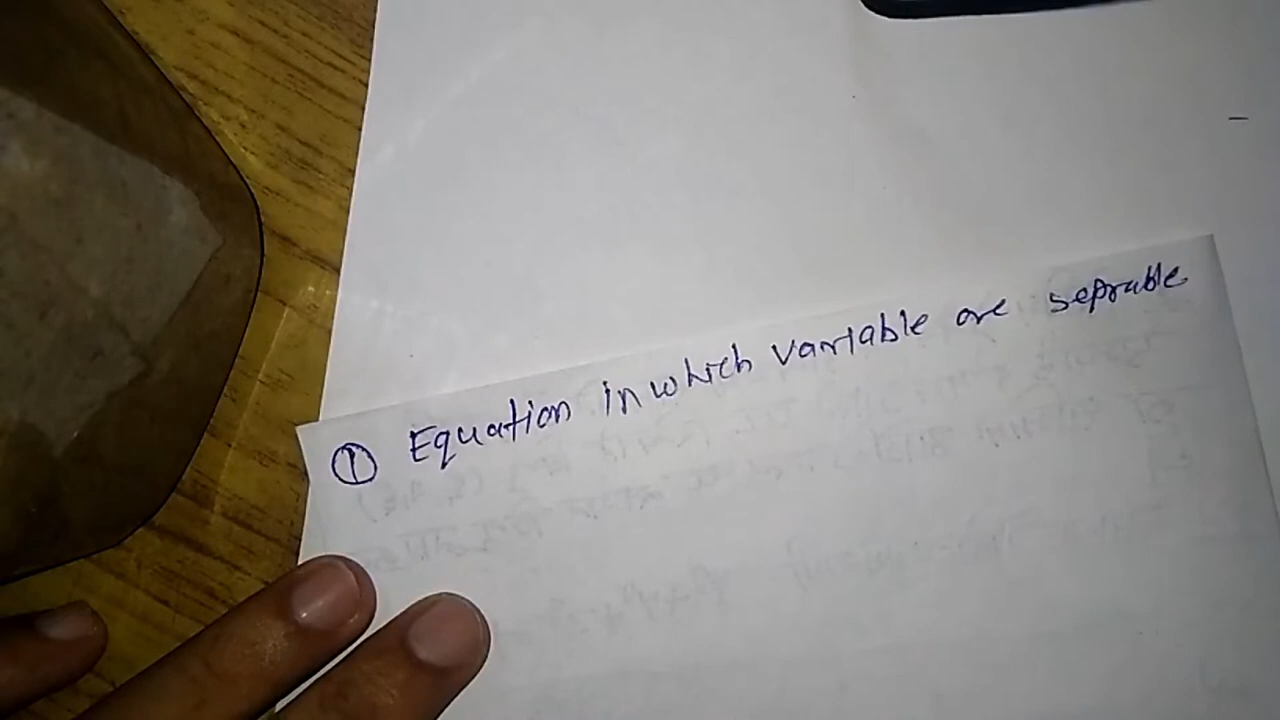 ① Equation in which variable are seprable